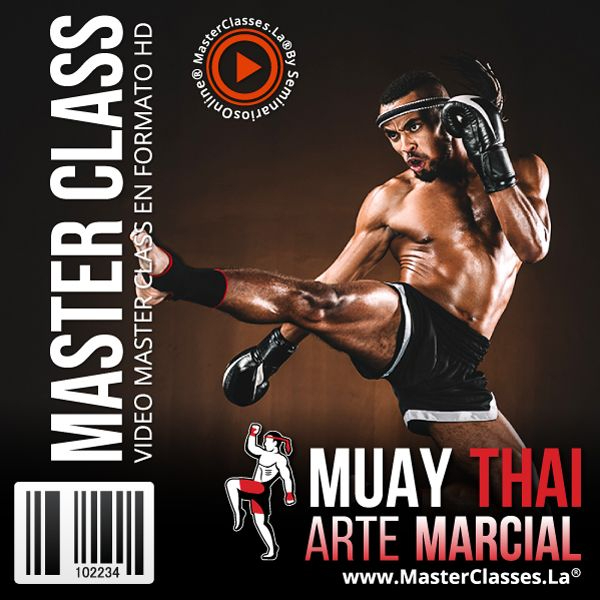 MASTER CLASS
VIDEO MASTER CLASS EN FORMATO HD
MasterClasses.La® By SeminariosOnline®
MUAY THAI
ARTE MARCIAL
www.MasterClasses.La®
102234